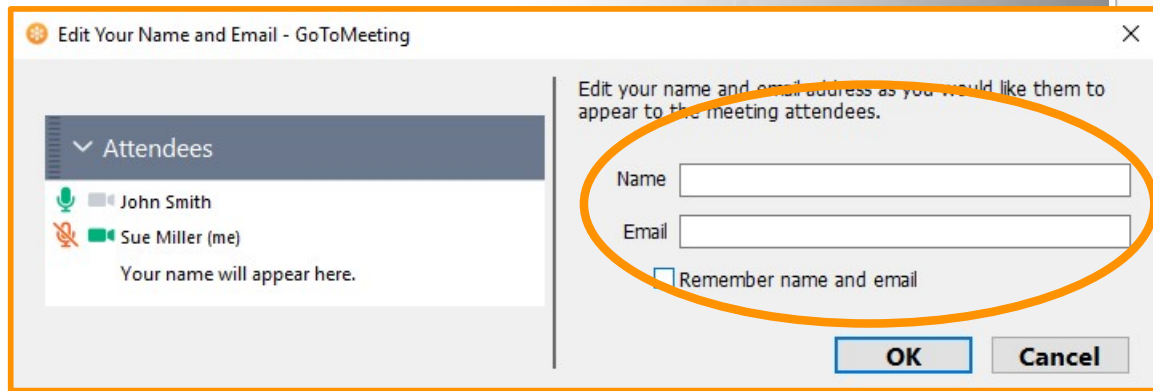 Edit Your Name and Email - GoToMeeting
Attendees
John Smith
Sue Miller (me)
Your name will appear here.
Edit your name and email address as you would like them to
appear to the meeting attendees.
Name
Email
Remember name and email
OK
Cancel